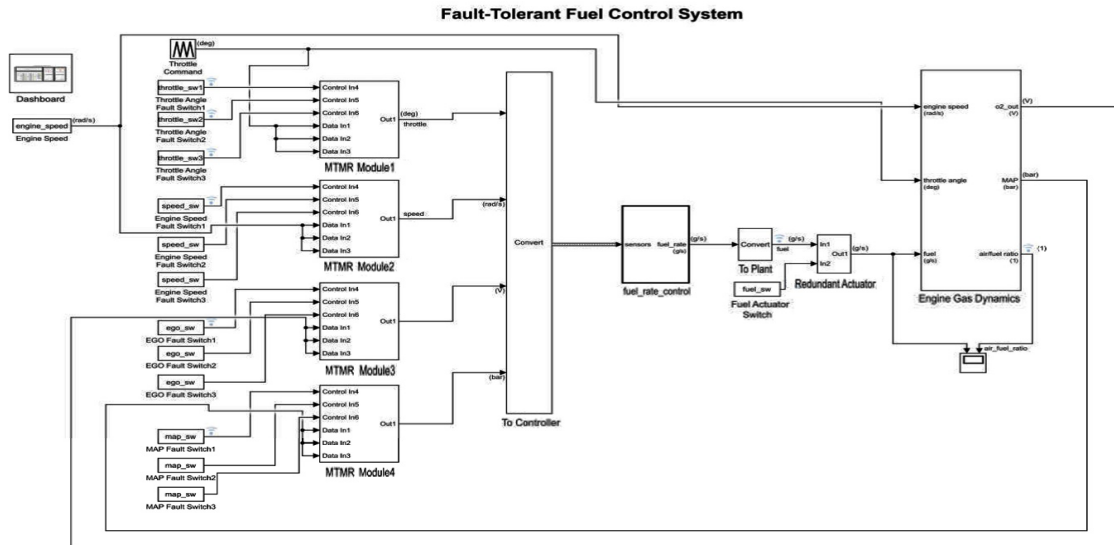 Fault-Tolerant Fuel Control System
Dashboard
engine_speed
(rad/s)
Engine Speed
(deg)
Throttle
Command
throttle_sw1
Throttle Angle
Fault Switch1
throttle_sw2
Throttle Angle
Fault Switch2
throttle_sw3
Throttle Angle
Fault Switch3
Control In4
Control In5
Control In6
Data In1
Data In2
Data In3
Out1
(deg)
throttle
MTMR Module1
speed_sw
Engine Speed
Fault Switch1
speed_sw
Engine Speed
Fault Switch2
speed_sw
Engine Speed
Fault Switch3
Control In4
Control In5
Control In6
Data In1
Data In2
Data In3
Out1
speed
(rad/s)
MTMR Module2
ego_sw
EGO Fault Switch1
ego_sw
EGO Fault Switch2
ego_sw
EGO Fault Switch3
Control In4
Control In5
Control In6
Data In1
Data In2
Data In3
Out1
(V)
MTMR Module3
map_sw
MAP Fault Switch1
map_sw
MAP Fault Switch2
map_sw
MAP Fault Switch3
Control In4
Control In5
Control In6
Data In1
Data In2
Data In3
Out1
(bar)
MTMR Module4
Convert
To Controller
sensors
fuel_rate
(g/s)
(g/s)
fuel_rate_control
Convert
To Plant
(g/s)
fuel
fuel_sw
Fuel Actuator
Switch
In1
In2
Out1
(g/s)
Redundant Actuator
engine speed
(rad/s)
throttle angle
(deg)
fuel
(g/s)
o2_out
(V)
MAP
(bar)
air/fuel ratio
(1)
(V)
(bar)
(1)
Engine Gas Dynamics
air_fuel_ratio